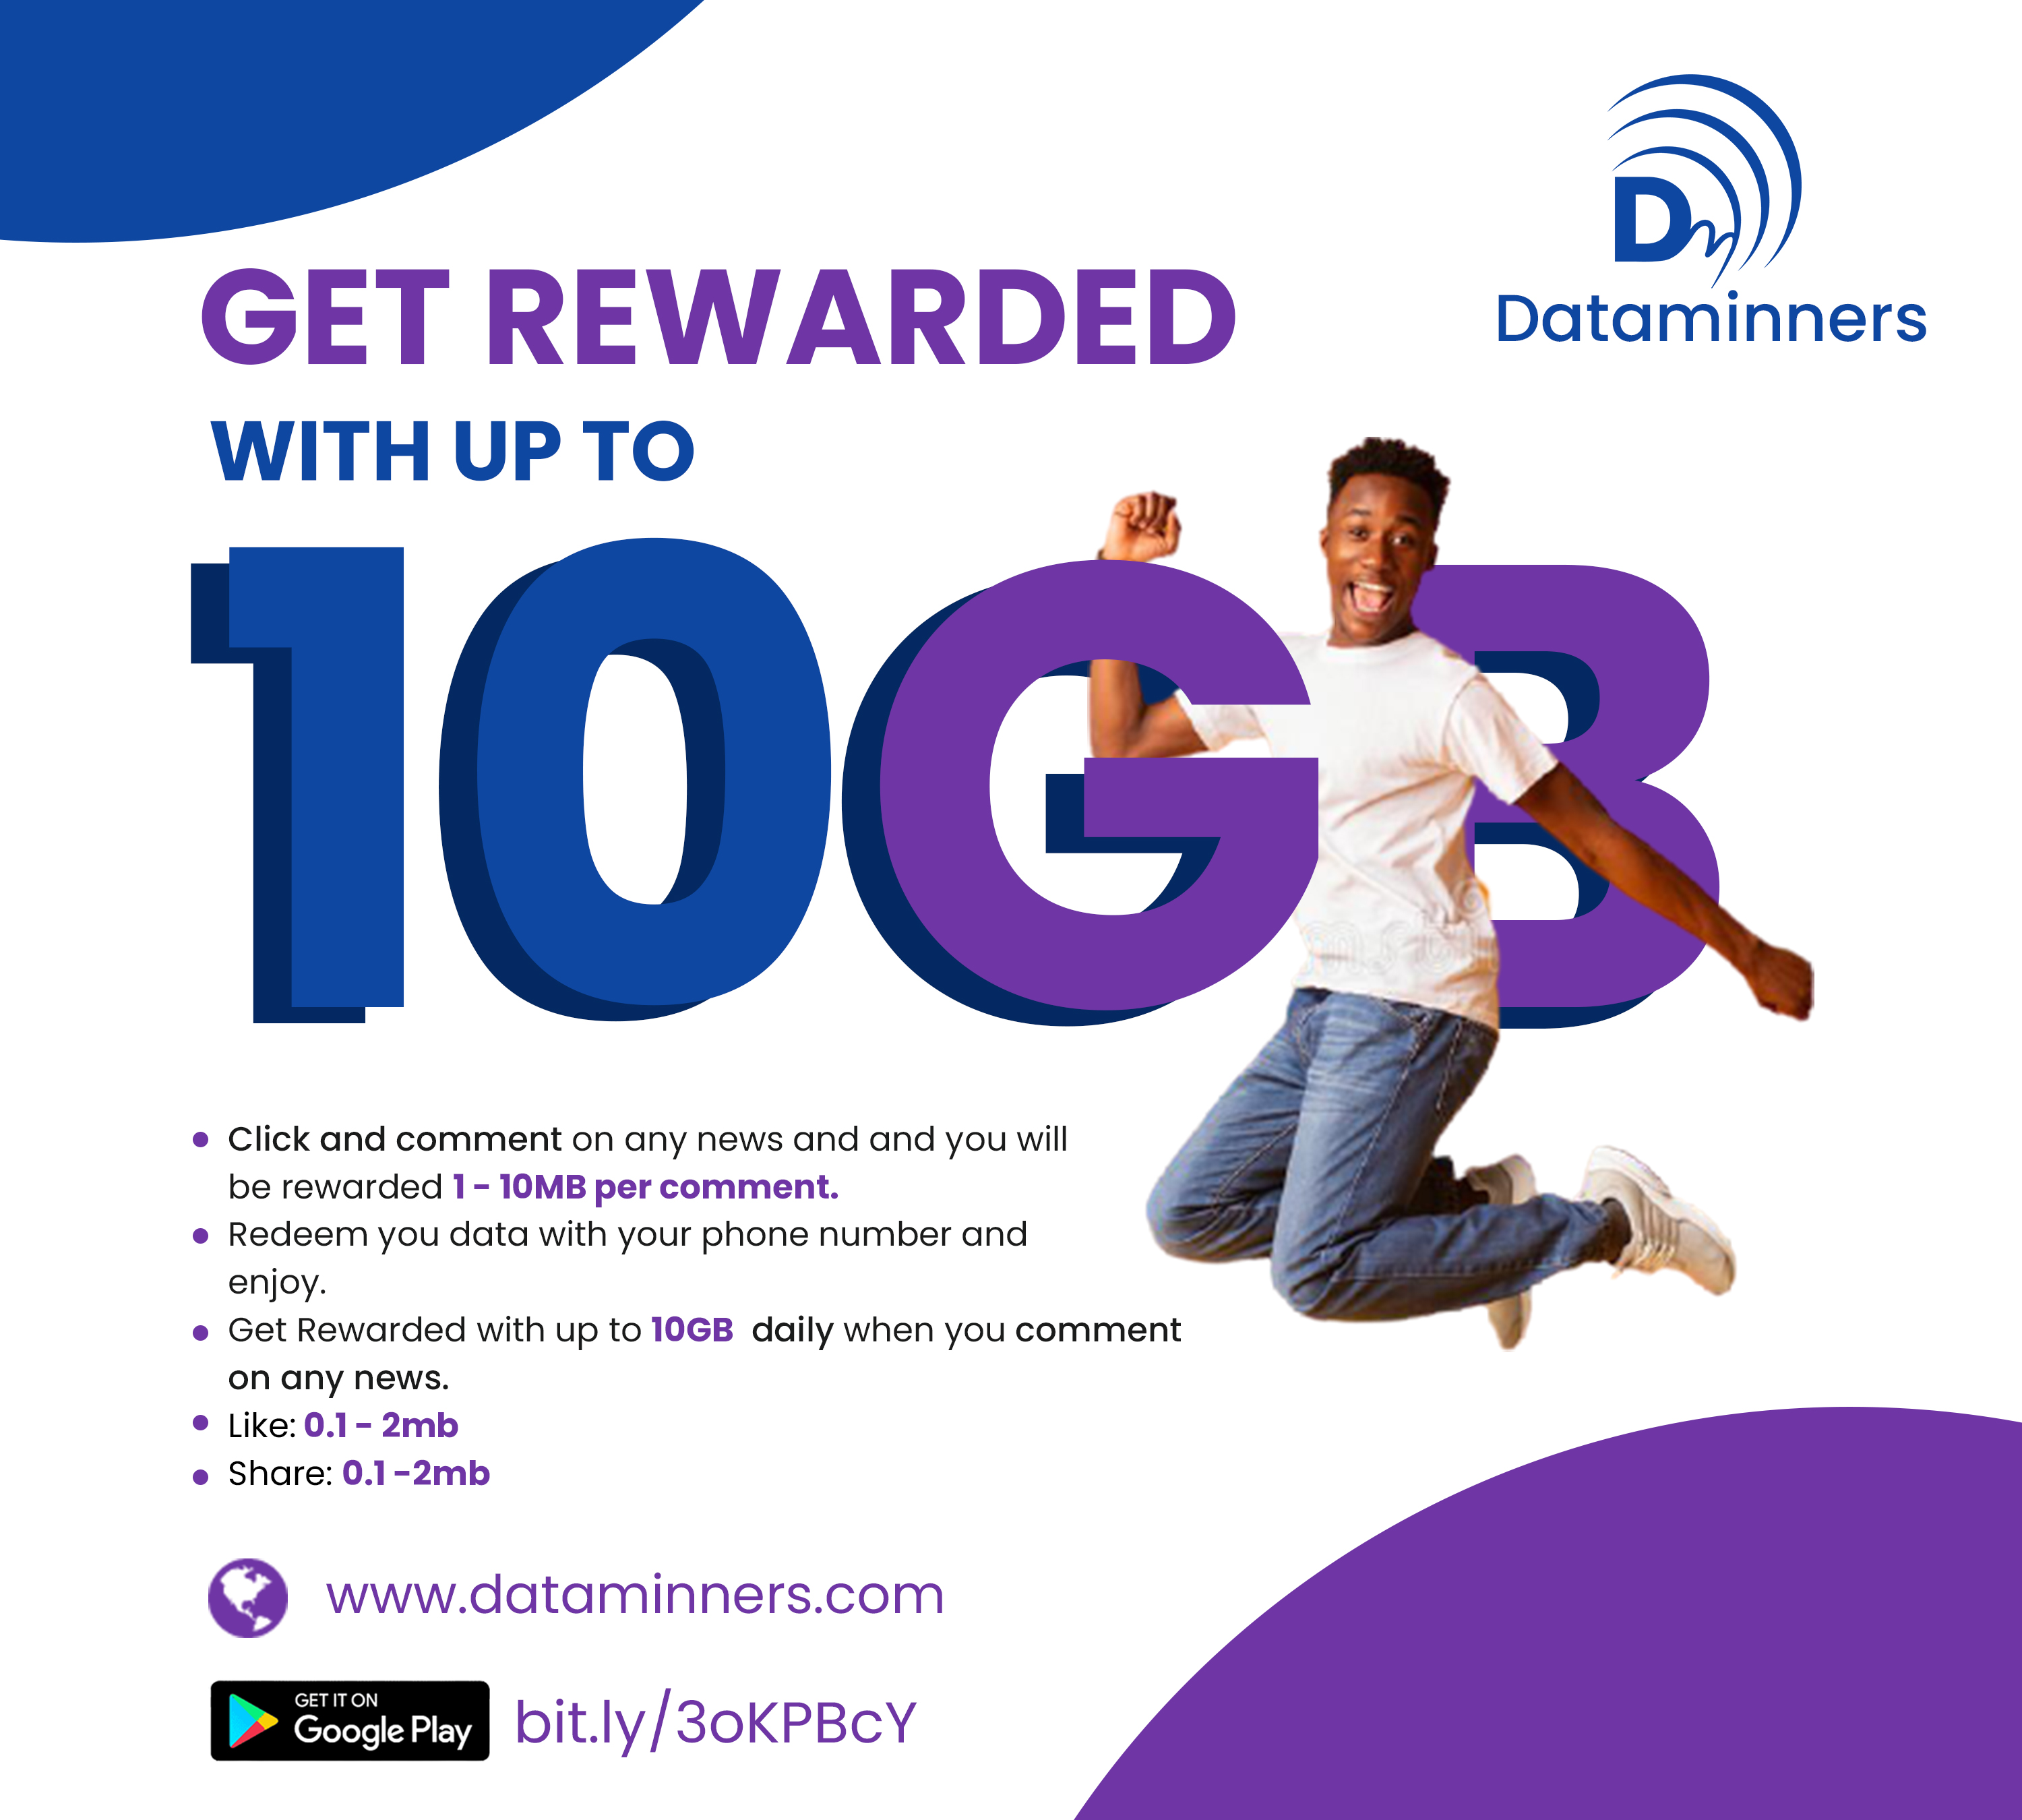 Dm
Dataminners
GET REWARDED
WITH UP TO
10GB
Click and comment on any news and and you will
be rewarded 1 - 10MB per comment.
Redeem you data with your phone number and
enjoy.
Get Rewarded with up to 10GB daily when you comment
on any news.
Like: 0.1 - 2mb
Share: 0.1 -2mb
www.dataminners.com
GET IT ON
Google Play
bit.ly/3oKPBcY